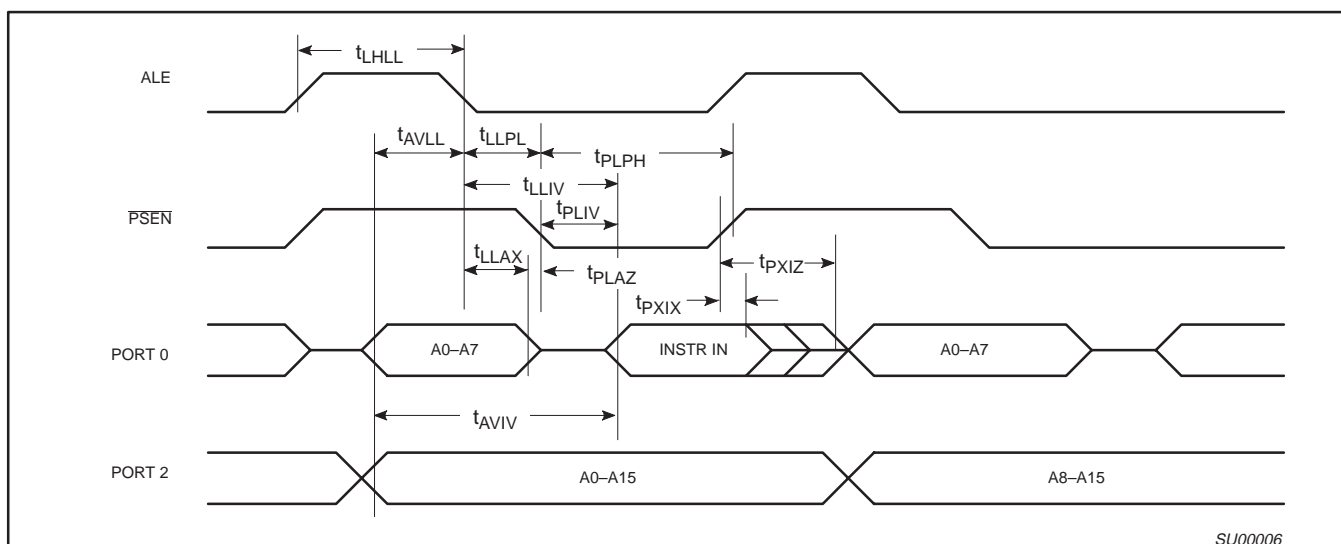 tLHLL
ALE
tAVLL
tLLPL
tPLPH
tLLIV
PSEN
tPLIV
tLLAX
tPLAZ
tPXIZ
tPXIX
PORT 0
A0–A7
INSTR IN
A0–A7
tAVIV
PORT 2
A0–A15
A8–A15
SU00006